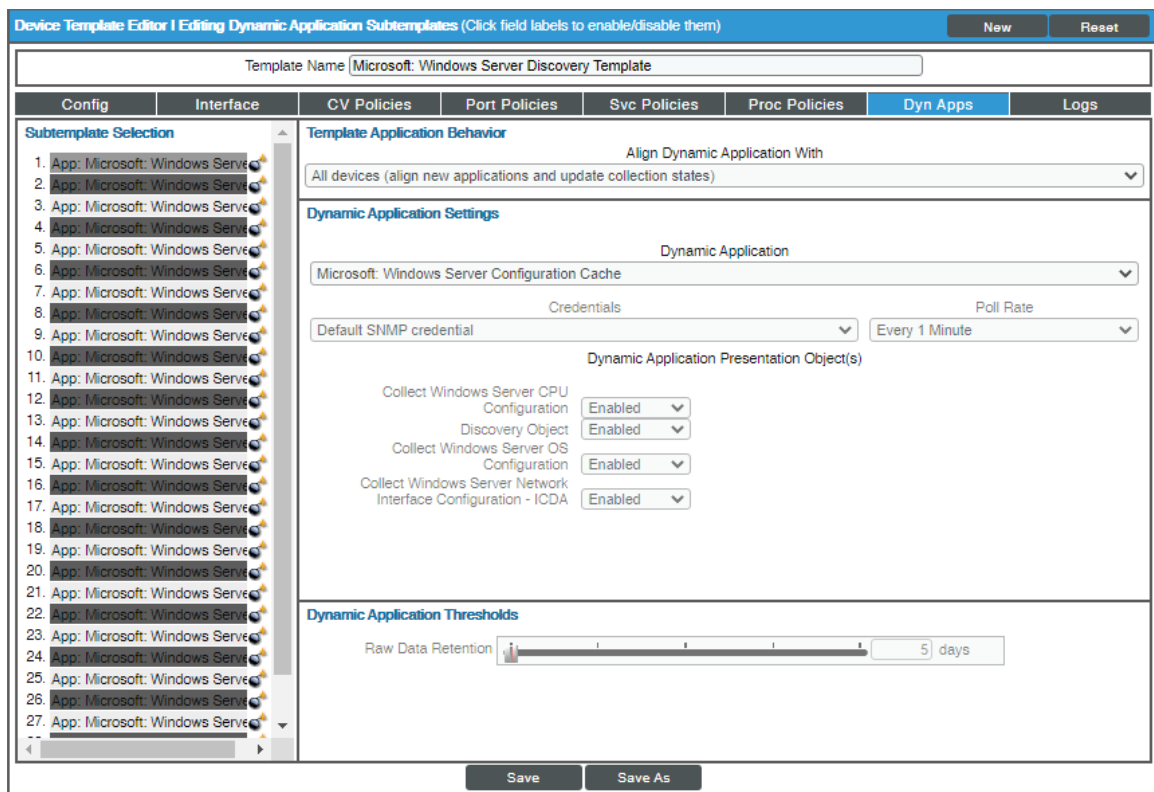 Device Template Editor | Editing Dynamic Application Subtemplates (Click field labels to enable/disable them) New Reset
Template Name Microsoft: Windows Server Discovery Template
Config Interface CV Policies Port Policies Svc Policies Proc Policies Dyn Apps Logs
Subtemplate Selection
1. App: Microsoft: Windows Serve
2. App: Microsoft: Windows Serve
3. App: Microsoft: Windows Serve
4. App: Microsoft: Windows Serve
5. App: Microsoft: Windows Serve
6. App: Microsoft: Windows Serve
7. App: Microsoft: Windows Serve
8. App: Microsoft: Windows Serve
9. App: Microsoft: Windows Serve
10. App: Microsoft: Windows Serve
11. App: Microsoft: Windows Serve
12. App: Microsoft: Windows Serve
13. App: Microsoft: Windows Serve
14. App: Microsoft: Windows Serve
15. App: Microsoft: Windows Serve
16. App: Microsoft: Windows Serve
17. App: Microsoft: Windows Serve
18. App: Microsoft: Windows Serve
19. App: Microsoft: Windows Serve
20. App: Microsoft: Windows Serve
21. App: Microsoft: Windows Serve
22. App: Microsoft: Windows Serve
23. App: Microsoft: Windows Serve
24. App: Microsoft: Windows Serve
25. App: Microsoft: Windows Serve
26. App: Microsoft: Windows Serve
27. App: Microsoft: Windows Serve
Template Application Behavior
Align Dynamic Application With
All devices (align new applications and update collection states)
Dynamic Application Settings
Dynamic Application
Microsoft: Windows Server Configuration Cache
Credentials Poll Rate
Default SNMP credential Every 1 Minute
Dynamic Application Presentation Object(s)
Collect Windows Server CPU
Configuration Enabled
Discovery Object Enabled
Collect Windows Server OS
Configuration Enabled
Collect Windows Server Network
Interface Configuration - ICDA Enabled
Dynamic Application Thresholds
Raw Data Retention 5 days
Save Save As